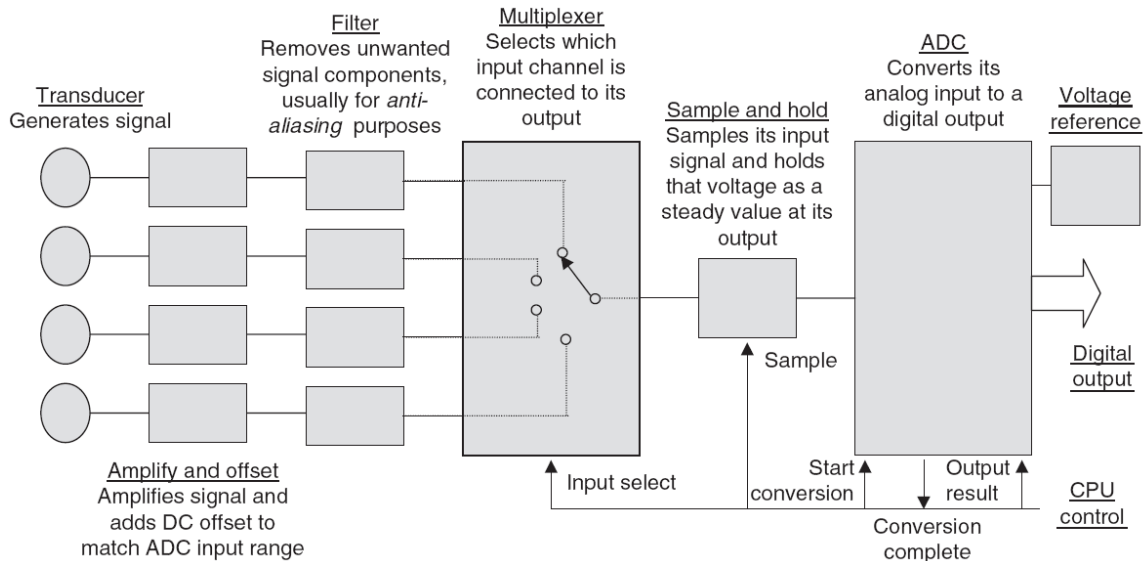 Transducer
Generates signal
Filter
Removes unwanted
signal components,
usually for anti-
aliasing purposes
Multiplexer
Selects which
input channel is
connected to its
output
Sample and hold
Samples its input
signal and holds
that voltage as a
steady value at its
output
ADC
Converts its
analog input to a
digital output
Voltage
reference
Amplify and offset
Amplifies signal and
adds DC offset to
match ADC input range
Input select
Sample
Start
conversion
Output
result
Conversion
complete
Digital
output
CPU
control